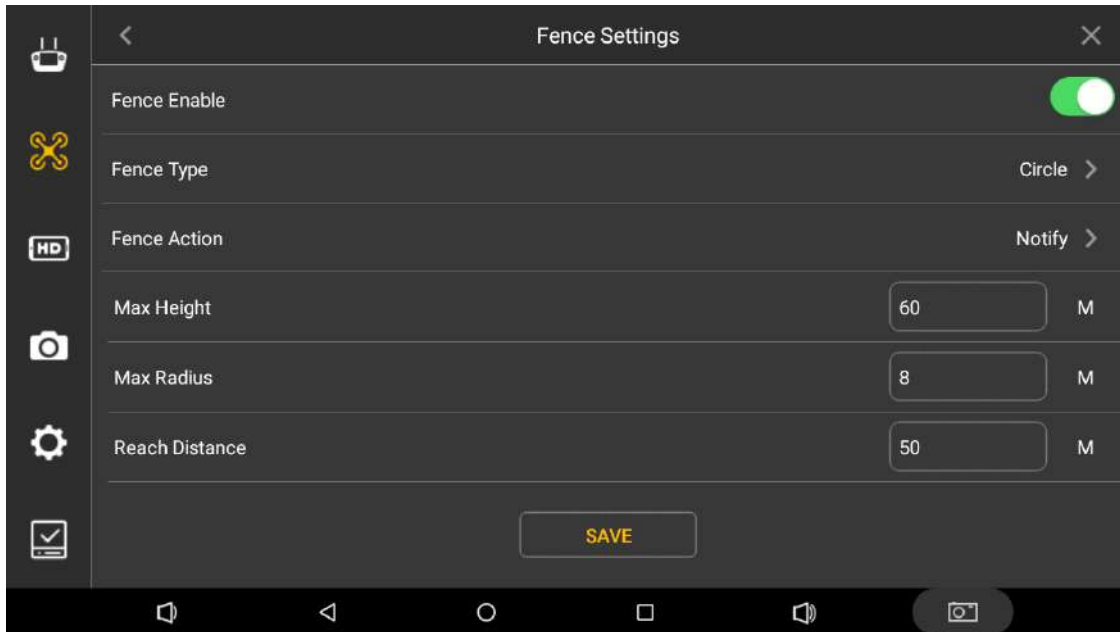 Fence Settings
Fence Enable
Fence Type Circle
Fence Action Notify
HD
Max Height 60 M
Max Radius 8 M
Reach Distance 50 M
SAVE